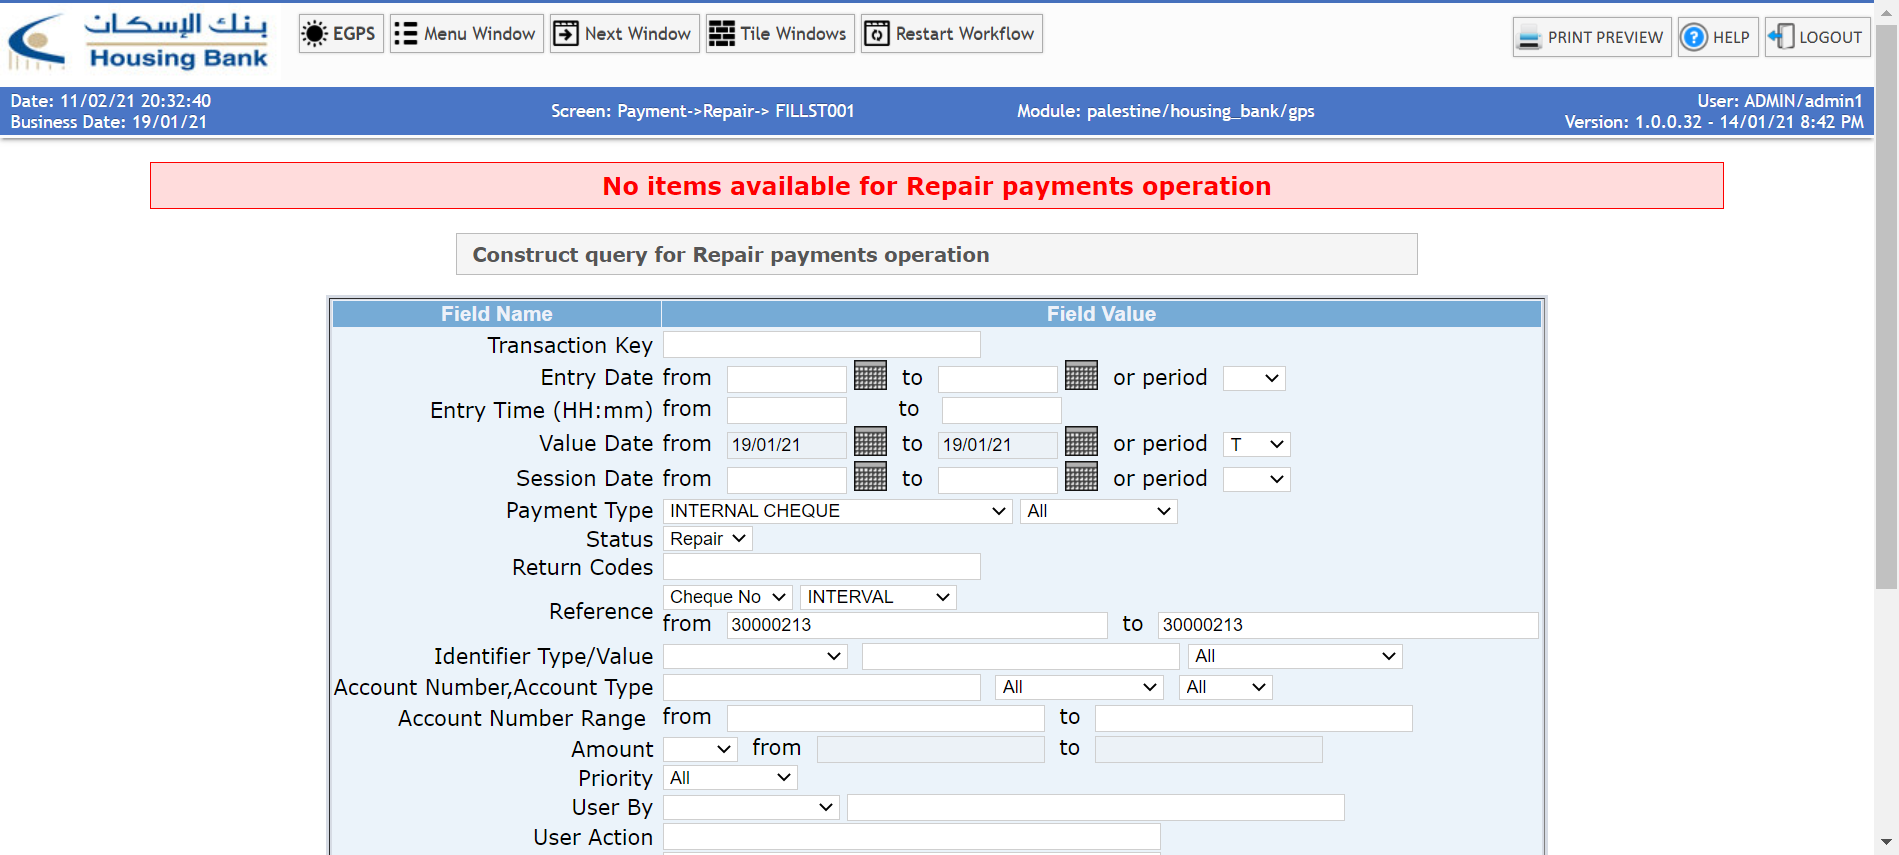 بنك الإسكان
Housing Bank
EGPS
Menu Window
Next Window
Tile Windows
Restart Workflow
PRINT PREVIEW
HELP
LOGOUT
Date: 11/02/21 20:32:40
Business Date: 19/01/21
Screen: Payment->Repair-> FILLST001
Module: palestine/housing_bank/gps
User: ADMIN/admin1
Version: 1.0.0.32 - 14/01/21 8:42 PM
No items available for Repair payments operation
Construct query for Repair payments operation
Field Name Field Value
Transaction Key
Entry Date from to or period
Entry Time (HH:mm) from to
Value Date from 19/01/21 to 19/01/21 or period T
Session Date from to or period
Payment Type INTERNAL CHEQUE All
Status Repair
Return Codes
Reference Cheque No INTERVAL
from 30000213 to 30000213
Identifier Type/Value All
Account Number,Account Type All All
Account Number Range from to
Amount from to
Priority All
User By
User Action